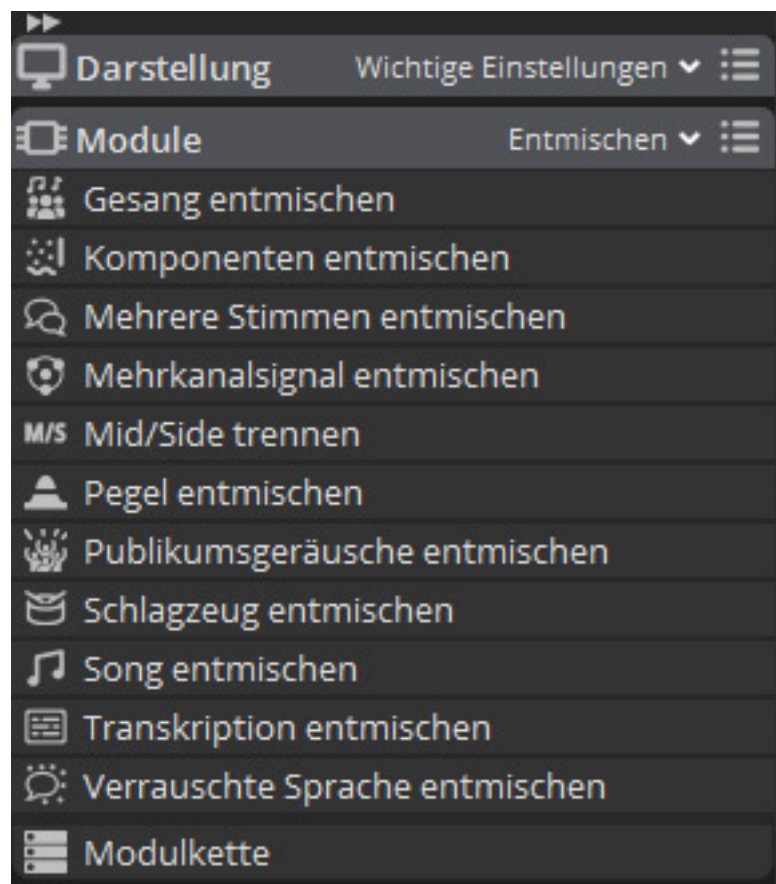 Darstellung Wichtige Einstellungen
Module Entmischen
Gesang entmischen
Komponenten entmischen
Mehrere Stimmen entmischen
Mehrkanalsignal entmischen
M/S Mid/Side trennen
Pegel entmischen
Publikumsgeräusche entmischen
Schlagzeug entmischen
Song entmischen
Transkription entmischen
Verrauschte Sprache entmischen
Modulkette